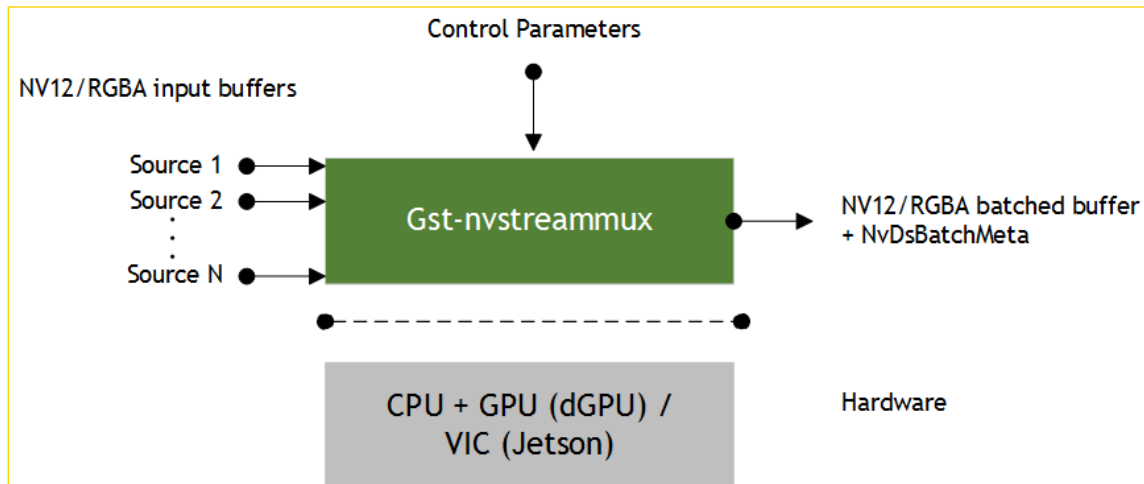 Control Parameters
NV12/RGBA input buffers
Source 1
Source 2
Source N
Gst-nvstreammux
NV12/RGBA batched buffer
+ NvDsBatchMeta
CPU + GPU (dGPU) /
VIC (Jetson)
Hardware